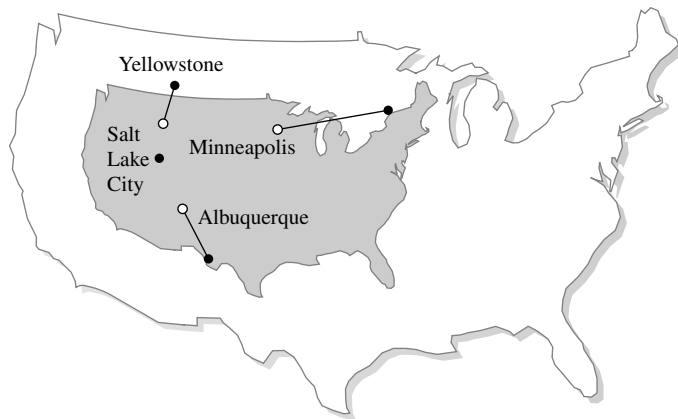 Yellowstone
Salt
Lake
City
Minneapolis
Albuquerque